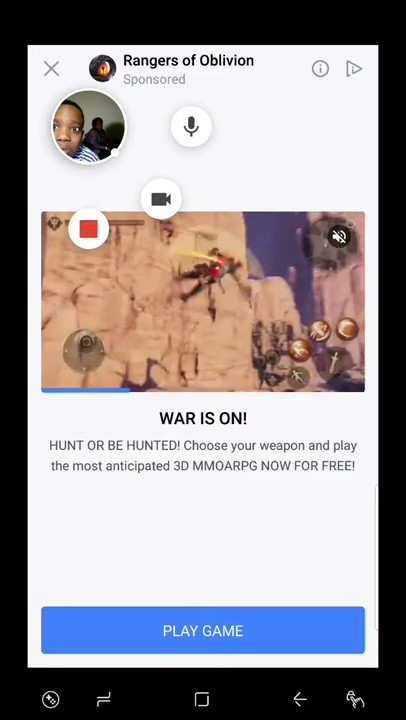 Rangers of Oblivion
Sponsored
WAR IS ON!
HUNT OR BE HUNTED! Choose your weapon and play
the most anticipated 3D MMOARPG NOW FOR FREE!
PLAY GAME